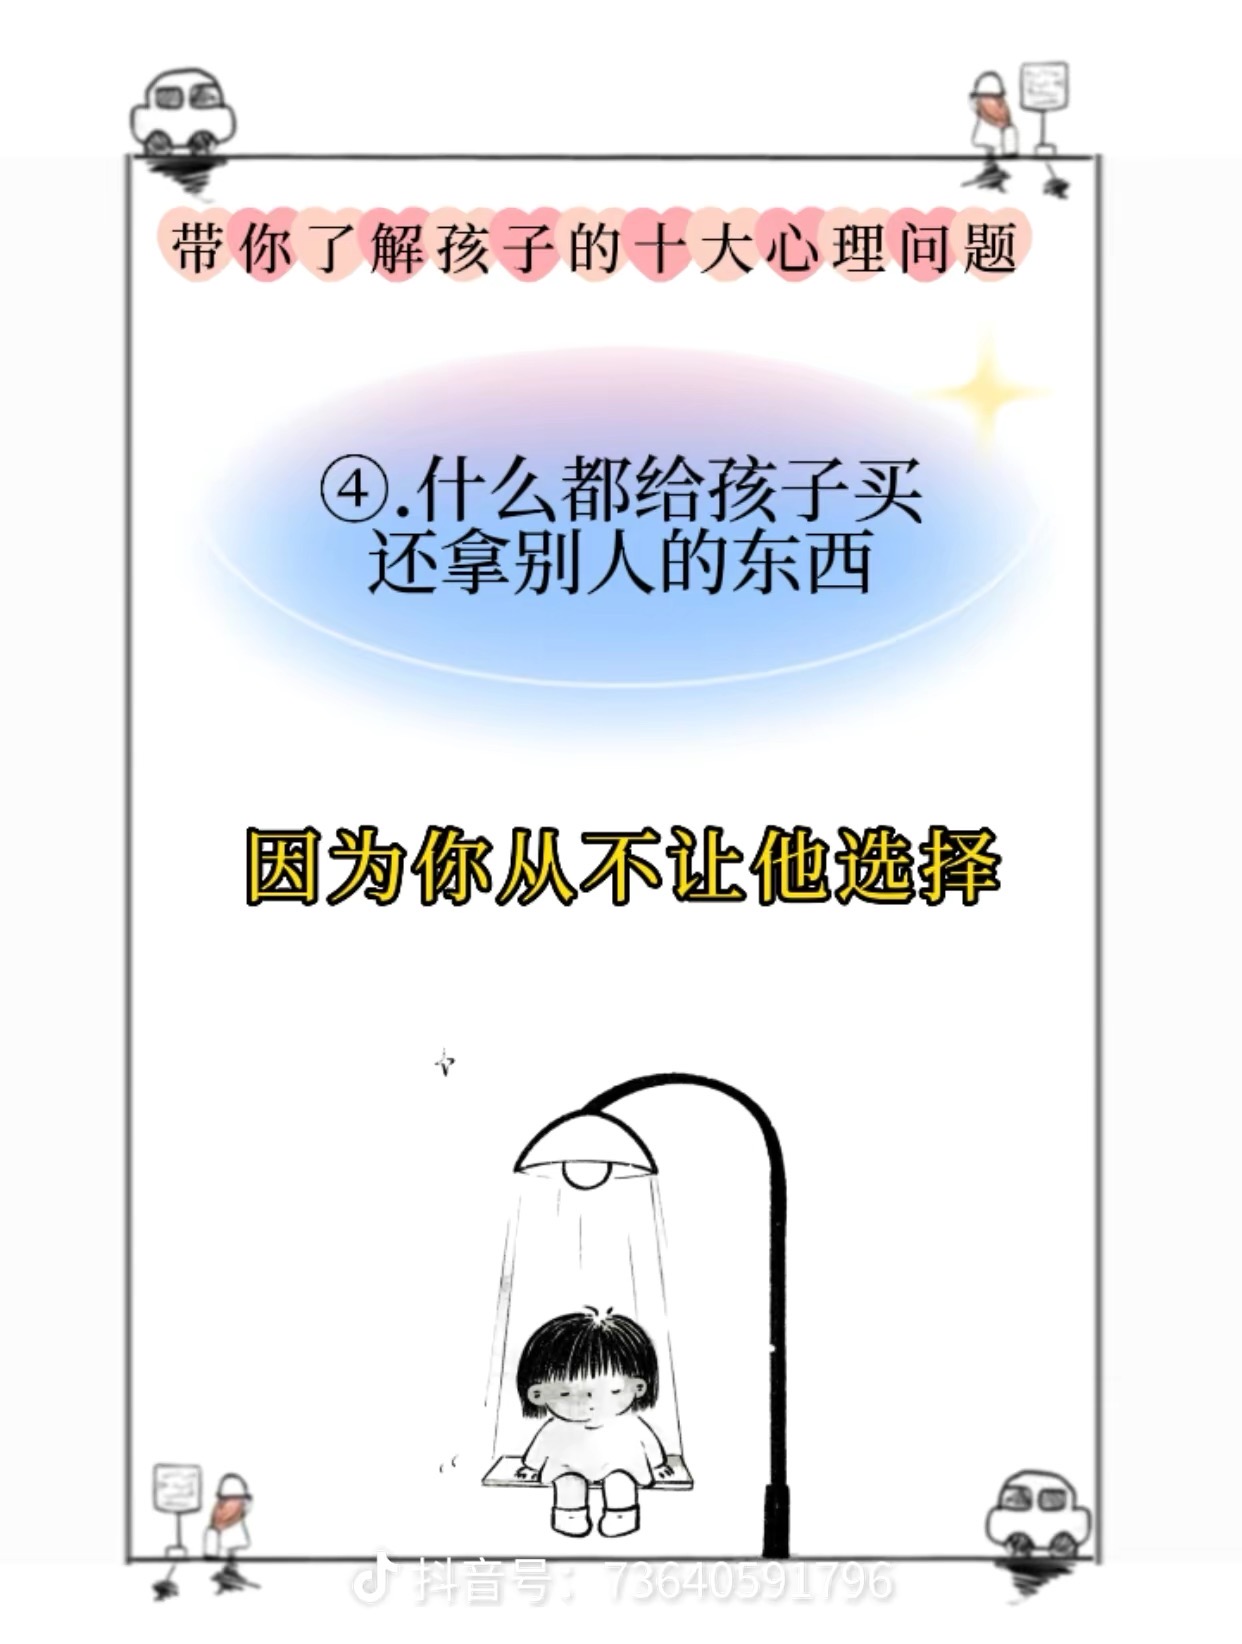 带你了解孩子的十大心理问题
④.什么都给孩子买
还拿别人的东西
因为你从不让他选择
抖音号：73640591796